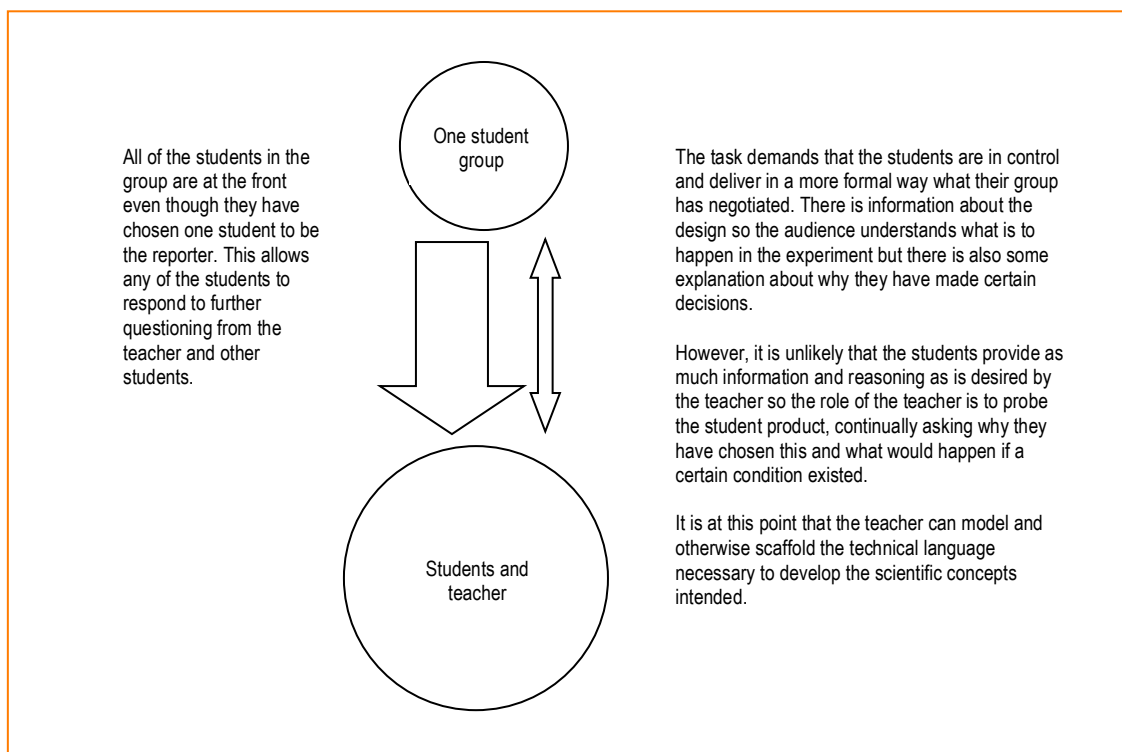 One student
group
All of the students in the
group are at the front
even though they have
chosen one student to be
the reporter. This allows
any of the students to
respond to further
questioning from the
teacher and other
students.
The task demands that the students are in control
and deliver in a more formal way what their group
has negotiated. There is information about the
design so the audience understands what is to
happen in the experiment but there is also some
explanation about why they have made certain
decisions.
However, it is unlikely that the students provide as
much information and reasoning as is desired by
the teacher so the role of the teacher is to probe
the student product, continually asking why they
have chosen this and what would happen if a
certain condition existed.
It is at this point that the teacher can model and
otherwise scaffold the technical language
necessary to develop the scientific concepts
intended.
Students and
teacher